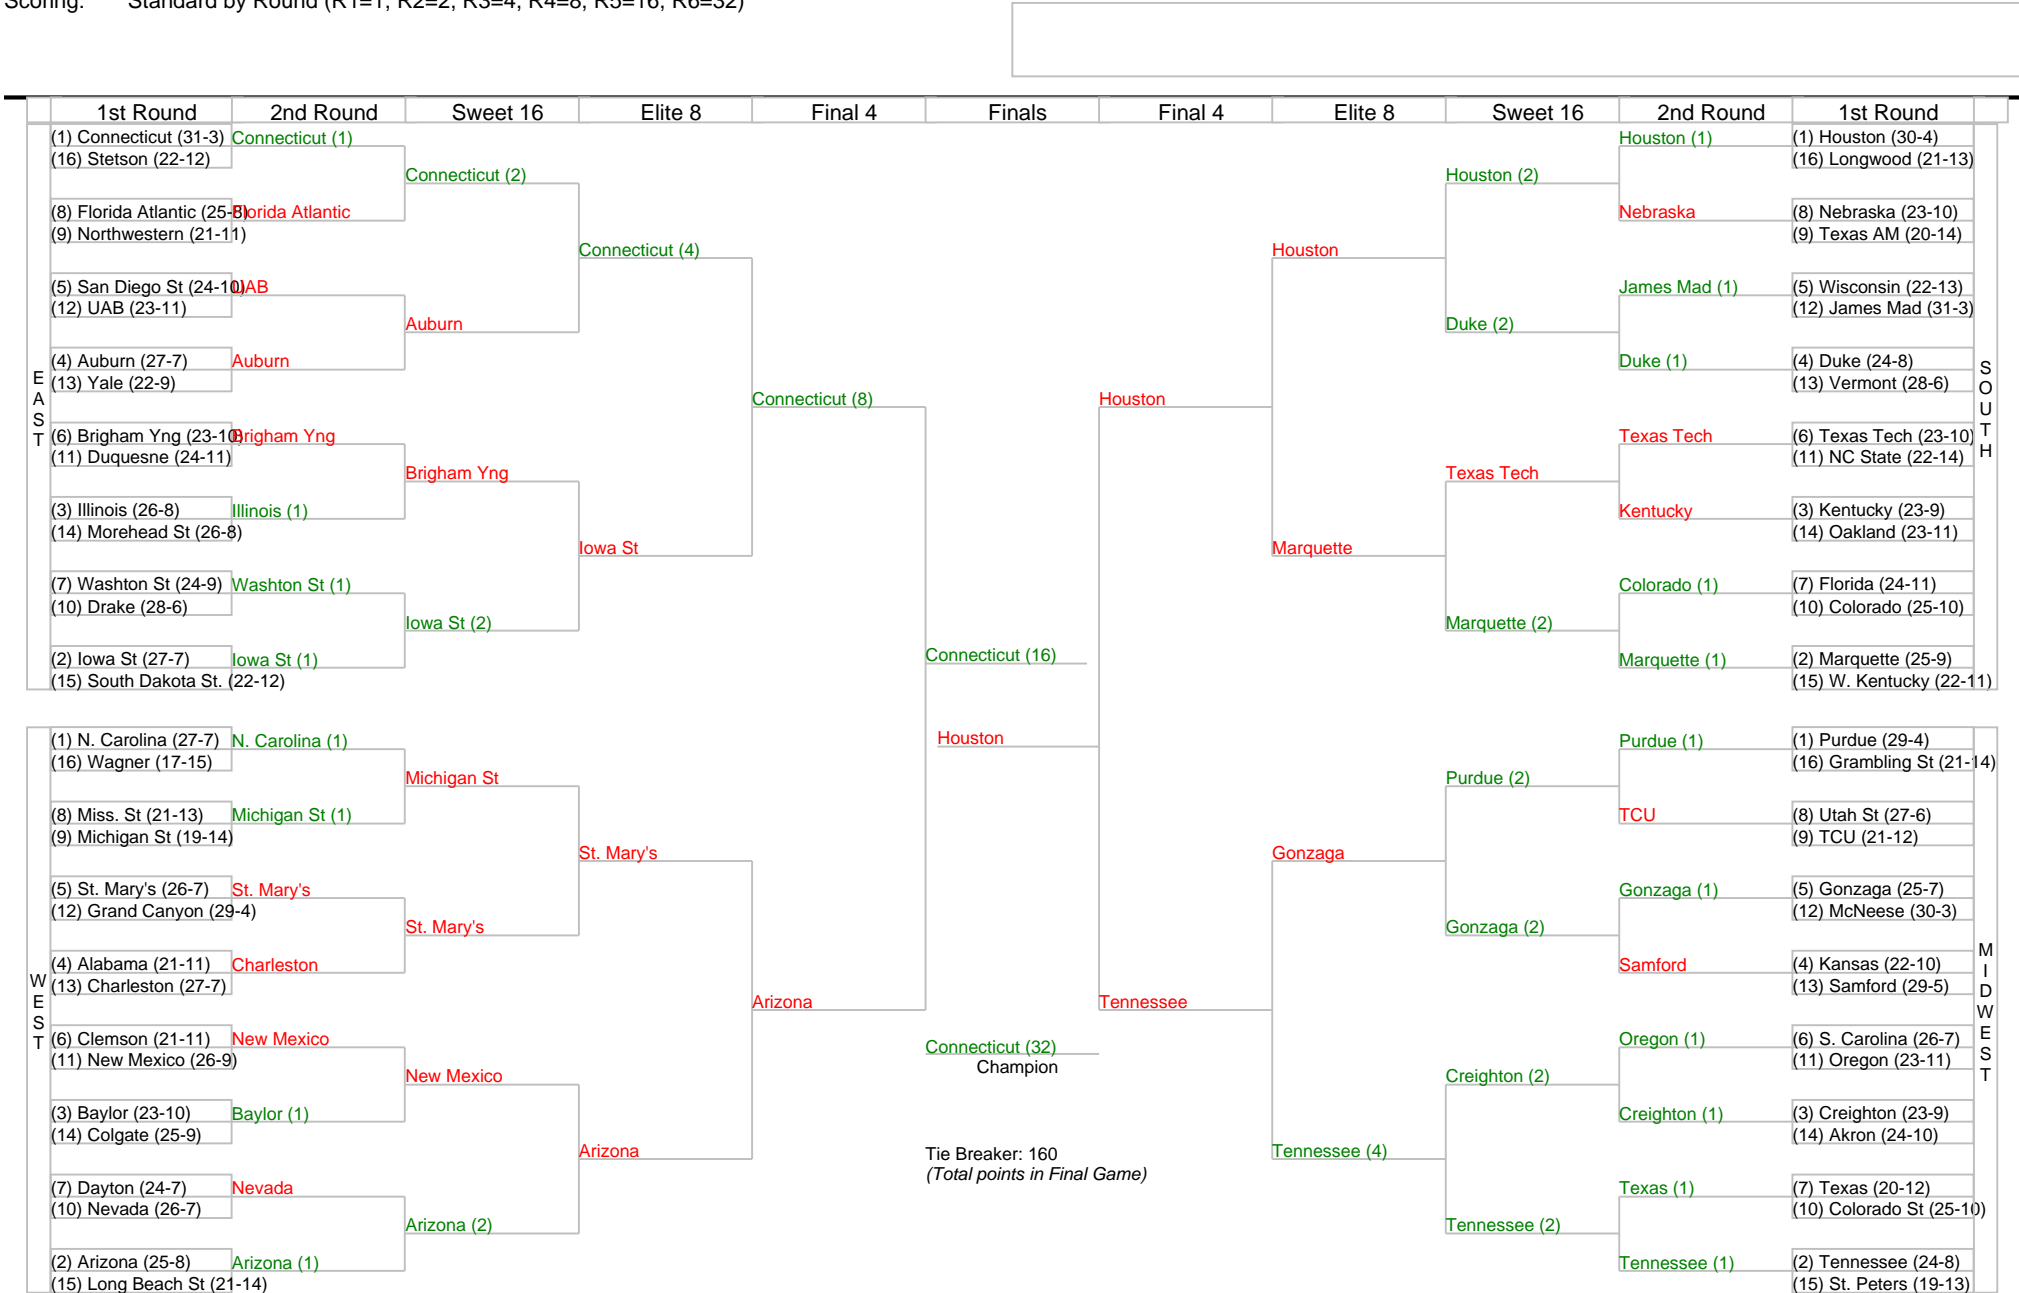 Scoring: Standard by Round (R1=1, R2=2, R3=4, R4=8, R5=16, R6=32)
1st Round 2nd Round Sweet 16 Elite 8 Final 4 Finals Final 4 Elite 8 Sweet 16 2nd Round 1st Round
EAST
(1) Connecticut (31-3)
(16) Stetson (22-12)
(8) Florida Atlantic (25-8)
(9) Northwestern (21-11)
(5) San Diego St (24-10)
(12) UAB (23-11)
(4) Auburn (27-7)
(13) Yale (22-9)
(6) Brigham Yng (23-10)
(11) Duquesne (24-11)
(3) Illinois (26-8)
(14) Morehead St (26-8)
(7) Washton St (24-9)
(10) Drake (28-6)
(2) Iowa St (27-7)
(15) South Dakota St. (22-12)
Connecticut (1)
Florida Atlantic
UAB
Auburn
Brigham Yng
Illinois (1)
Washton St (1)
Iowa St (1)
Connecticut (2)
Auburn
Brigham Yng
Iowa St (2)
Connecticut (4)
Iowa St
Connecticut (8)
WEST
(1) N. Carolina (27-7)
(16) Wagner (17-15)
(8) Miss. St (21-13)
(9) Michigan St (19-14)
(5) St. Mary's (26-7)
(12) Grand Canyon (29-4)
(4) Alabama (21-11)
(13) Charleston (27-7)
(6) Clemson (21-11)
(11) New Mexico (26-9)
(3) Baylor (23-10)
(14) Colgate (25-9)
(7) Dayton (24-7)
(10) Nevada (26-7)
(2) Arizona (25-8)
(15) Long Beach St (21-14)
N. Carolina (1)
Michigan St (1)
St. Mary's
Charleston
New Mexico
Baylor (1)
Nevada
Arizona (1)
Michigan St
St. Mary's
New Mexico
Arizona (2)
St. Mary's
Arizona
Arizona
Connecticut (16)
Houston
Connecticut (32)
Champion
Tie Breaker: 160
(Total points in Final Game)
Houston
Houston
Marquette
Houston (2)
Duke (2)
Texas Tech
Marquette (2)
Houston (1)
Nebraska
James Mad (1)
Duke (1)
Texas Tech
Kentucky
Colorado (1)
Marquette (1)
(1) Houston (30-4)
(16) Longwood (21-13)
(8) Nebraska (23-10)
(9) Texas AM (20-14)
(5) Wisconsin (22-13)
(12) James Mad (31-3)
(4) Duke (24-8)
(13) Vermont (28-6)
(6) Texas Tech (23-10)
(11) NC State (22-14)
(3) Kentucky (23-9)
(14) Oakland (23-11)
(7) Florida (24-11)
(10) Colorado (25-10)
(2) Marquette (25-9)
(15) W. Kentucky (22-11)
SOUTH
Tennessee
Gonzaga
Tennessee (4)
Purdue (2)
Gonzaga (2)
Creighton (2)
Tennessee (2)
Purdue (1)
TCU
Gonzaga (1)
Samford
Oregon (1)
Creighton (1)
Texas (1)
Tennessee (1)
(1) Purdue (29-4)
(16) Grambling St (21-14)
(8) Utah St (27-6)
(9) TCU (21-12)
(5) Gonzaga (25-7)
(12) McNeese (30-3)
(4) Kansas (22-10)
(13) Samford (29-5)
(6) S. Carolina (26-7)
(11) Oregon (23-11)
(3) Creighton (23-9)
(14) Akron (24-10)
(7) Texas (20-12)
(10) Colorado St (25-10)
(2) Tennessee (24-8)
(15) St. Peters (19-13)
MIDWEST